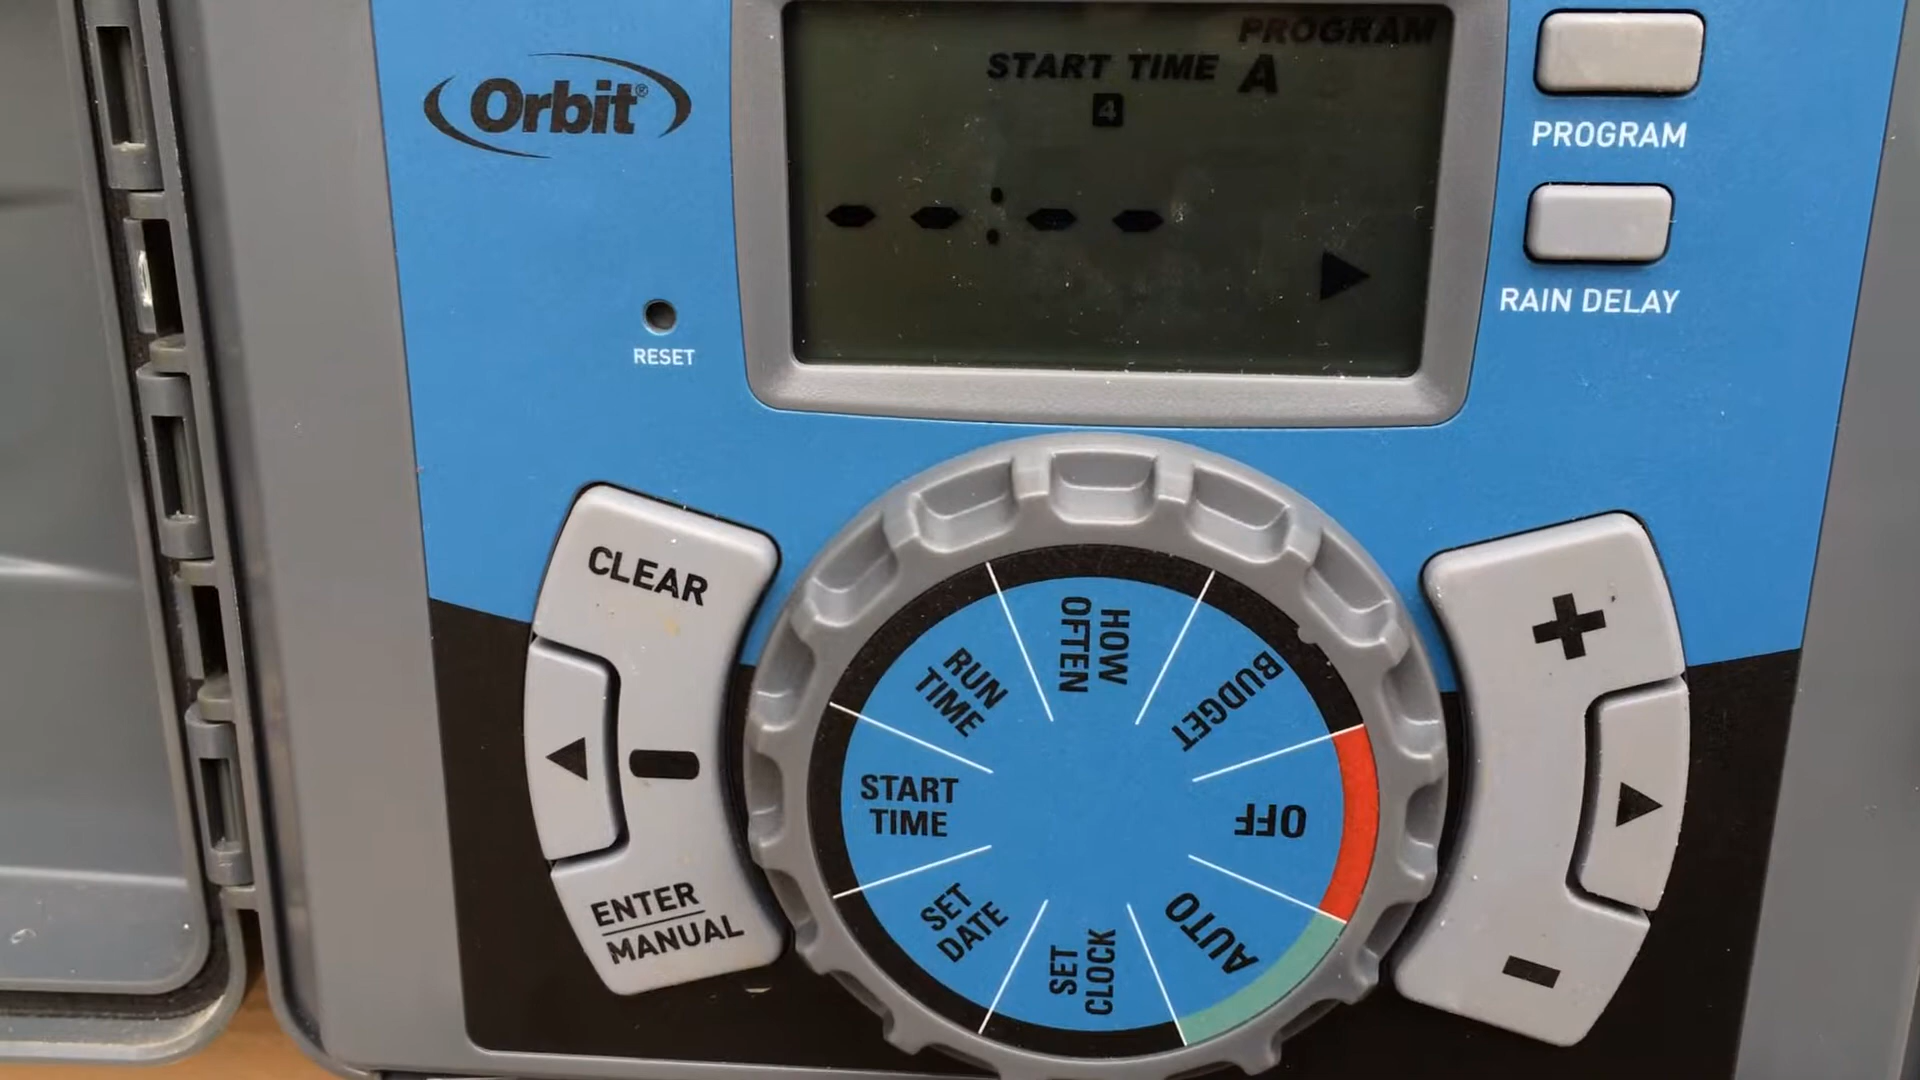 PROGRAM
START TIME A
4
--:--
Orbit®
PROGRAM
RAIN DELAY
RESET
CLEAR
ENTER
MANUAL
HOW
OFTEN
BUDGET
OFF
AUTO
SET
CLOCK
SET
DATE
START
TIME
RUN
TIME